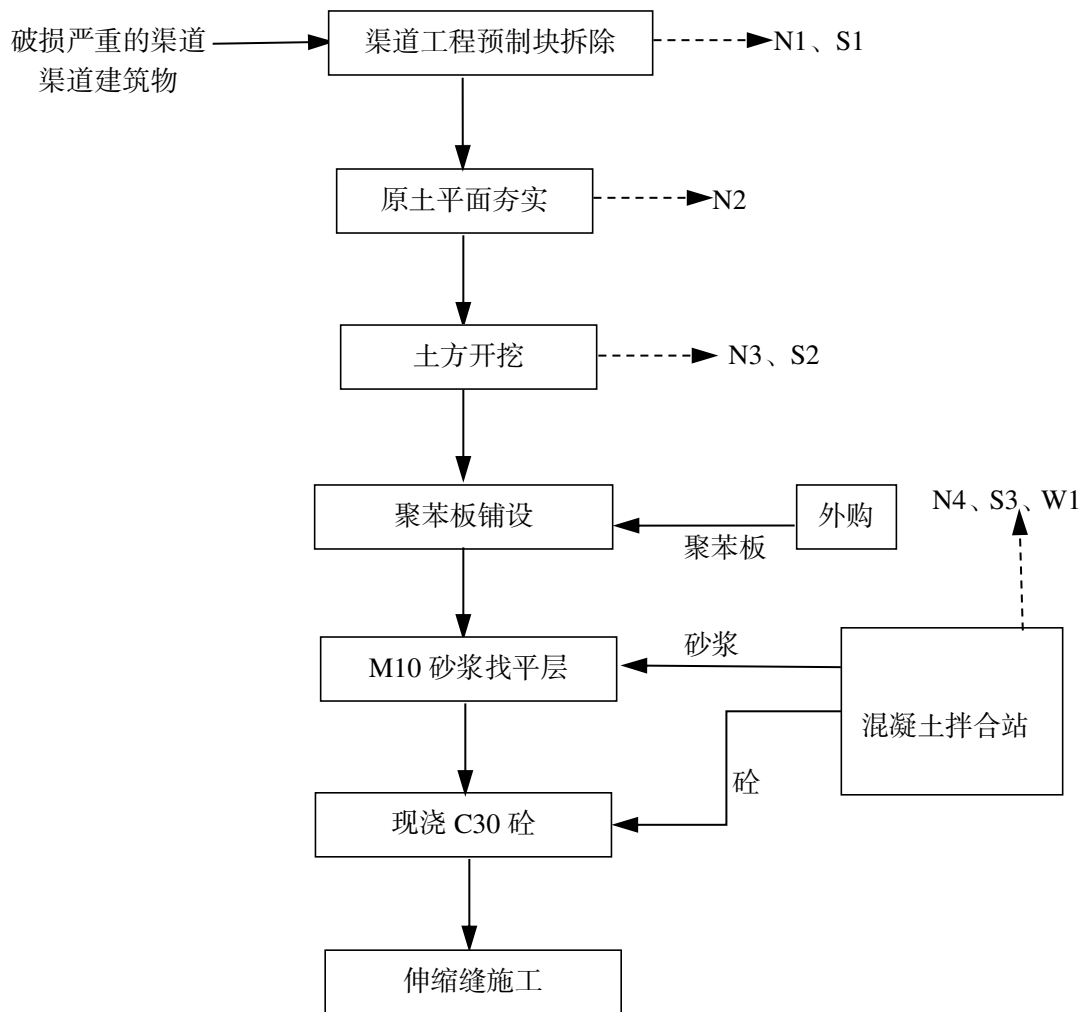 破损严重的渠道
渠道建筑物
渠道工程预制块拆除
N1、S1
原土平面夯实
N2
土方开挖
N3、S2
聚苯板铺设
聚苯板
外购
N4、S3、W1
M10 砂浆找平层
砂浆
混凝土拌合站
现浇 C30 砼
砼
伸缩缝施工